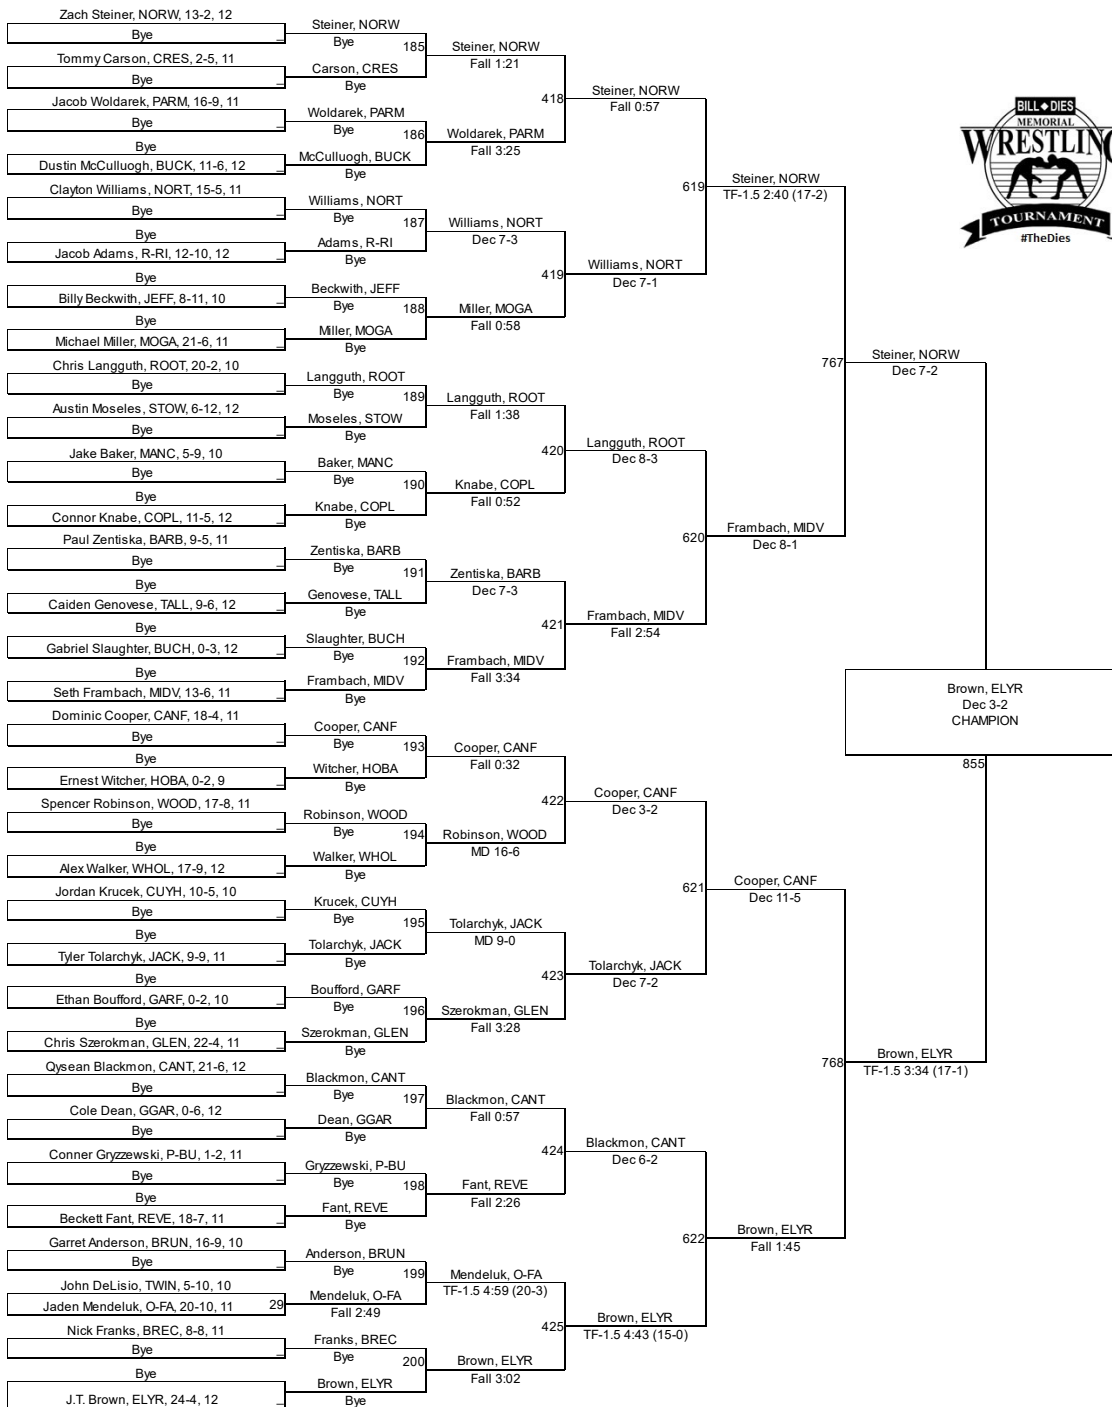 Zach Steiner, NORW, 13-2, 12
Bye
Tommy Carson, CRES, 2-5, 11
Bye
Jacob Woldarek, PARM, 16-9, 11
Bye
Bye
Dustin McCulluogh, BUCK, 11-6, 12
Clayton Williams, NORT, 15-5, 11
Bye
Bye
Jacob Adams, R-RI, 12-10, 12
Bye
Billy Beckwith, JEFF, 8-11, 10
Bye
Michael Miller, MOGA, 21-6, 11
Chris Langguth, ROOT, 20-2, 10
Bye
Austin Moseles, STOW, 6-12, 12
Bye
Jake Baker, MANC, 5-9, 10
Bye
Bye
Connor Knabe, COPL, 11-5, 12
Paul Zentiska, BARB, 9-5, 11
Bye
Bye
Caiden Genovese, TALL, 9-6, 12
Bye
Gabriel Slaughter, BUCH, 0-3, 12
Bye
Seth Frambach, MIDV, 13-6, 11
Dominic Cooper, CANF, 18-4, 11
Bye
Bye
Ernest Witcher, HOBA, 0-2, 9
Spencer Robinson, WOOD, 17-8, 11
Bye
Bye
Alex Walker, WHOL, 17-9, 12
Jordan Krucek, CUYH, 10-5, 10
Bye
Bye
Tyler Tolarchyk, JACK, 9-9, 11
Bye
Ethan Boufford, GARF, 0-2, 10
Bye
Chris Szerokman, GLEN, 22-4, 11
Qysean Blackmon, CANT, 21-6, 12
Bye
Cole Dean, GGAR, 0-6, 12
Bye
Conner Gryzzewski, P-BU, 1-2, 11
Bye
Bye
Beckett Fant, REVE, 18-7, 11
Garret Anderson, BRUN, 16-9, 10
Bye
John DeLisio, TWIN, 5-10, 10
Jaden Mendeluk, O-FA, 20-10, 11
29
Nick Franks, BREC, 8-8, 11
Bye
Bye
J.T. Brown, ELYR, 24-4, 12
Steiner, NORW
Bye
185
Carson, CRES
Bye
Woldarek, PARM
Bye
186
McCulluogh, BUCK
Bye
Williams, NORT
Bye
187
Adams, R-RI
Bye
Beckwith, JEFF
Bye
188
Miller, MOGA
Bye
Langguth, ROOT
Bye
189
Moseles, STOW
Bye
Baker, MANC
Bye
190
Knabe, COPL
Bye
Zentiska, BARB
Bye
191
Genovese, TALL
Bye
Slaughter, BUCH
Bye
192
Frambach, MIDV
Bye
Cooper, CANF
Bye
193
Witcher, HOBA
Bye
Robinson, WOOD
Bye
194
Walker, WHOL
Bye
Krucek, CUYH
Bye
195
Tolarchyk, JACK
Bye
Boufford, GARF
Bye
196
Szerokman, GLEN
Bye
Blackmon, CANT
Bye
197
Dean, GGAR
Bye
Gryzzewski, P-BU
Bye
198
Fant, REVE
Bye
Anderson, BRUN
Bye
199
Mendeluk, O-FA
Fall 2:49
Franks, BREC
Bye
200
Brown, ELYR
Bye
Steiner, NORW
Fall 1:21
418
Woldarek, PARM
Fall 3:25
Williams, NORT
Dec 7-3
419
Miller, MOGA
Fall 0:58
Langguth, ROOT
Fall 1:38
420
Knabe, COPL
Fall 0:52
Zentiska, BARB
Dec 7-3
421
Frambach, MIDV
Fall 3:34
Cooper, CANF
Fall 0:32
422
Robinson, WOOD
MD 16-6
Tolarchyk, JACK
MD 9-0
423
Szerokman, GLEN
Fall 3:28
Blackmon, CANT
Fall 0:57
424
Fant, REVE
Fall 2:26
Mendeluk, O-FA
TF-1.5 4:59 (20-3)
425
Brown, ELYR
Fall 3:02
Steiner, NORW
Fall 0:57
619
Williams, NORT
Dec 7-1
Langguth, ROOT
Dec 8-3
620
Frambach, MIDV
Fall 2:54
Cooper, CANF
Dec 3-2
621
Tolarchyk, JACK
Dec 7-2
Blackmon, CANT
Dec 6-2
622
Brown, ELYR
TF-1.5 4:43 (15-0)
Steiner, NORW
TF-1.5 2:40 (17-2)
767
Frambach, MIDV
Dec 8-1
Cooper, CANF
Dec 11-5
768
Brown, ELYR
Fall 1:45
Steiner, NORW
Dec 7-2
Brown, ELYR
TF-1.5 3:34 (17-1)
Brown, ELYR
Dec 3-2
CHAMPION
855
BILL ◆ DIES
MEMORIAL
WRESTLING
TOURNAMENT
#TheDies